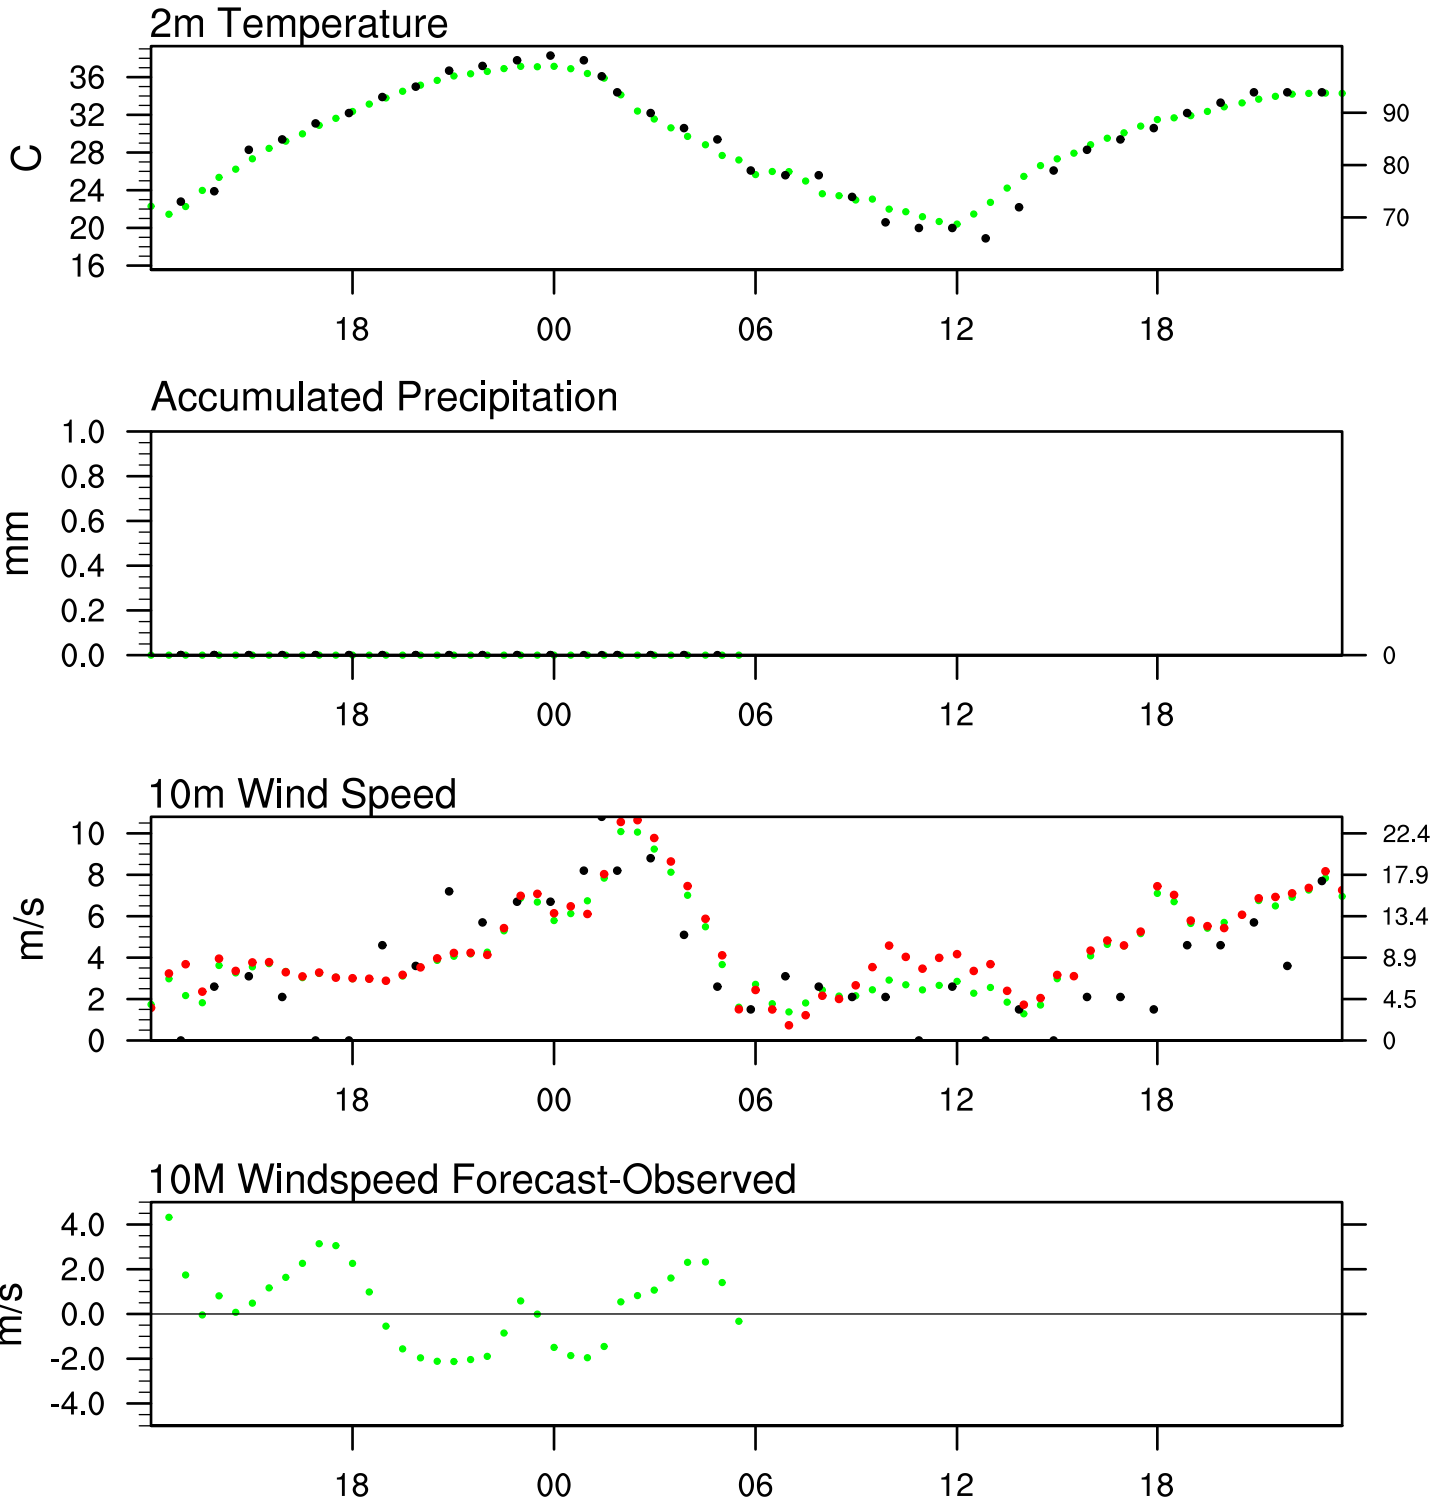 2m Temperature
C
36
32
28
24
20
16
90
80
70
18 00 06 12 18
Accumulated Precipitation
mm
1.0
0.8
0.6
0.4
0.2
0.0
0
18 00 06 12 18
10m Wind Speed
m/s
10
8
6
4
2
0
22.4
17.9
13.4
8.9
4.5
0
18 00 06 12 18
10M Windspeed Forecast-Observed
m/s
4.0
2.0
0.0
-2.0
-4.0
18 00 06 12 18